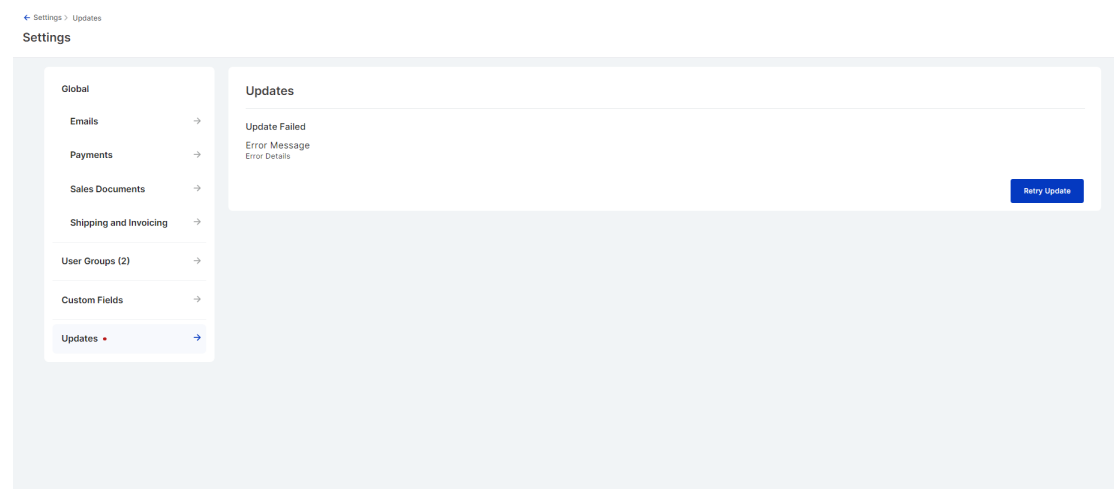 ← Settings > Updates
Settings
Global
Emails →
Payments →
Sales Documents →
Shipping and Invoicing →
User Groups (2) →
Custom Fields →
Updates • →
Updates
Update Failed
Error Message
Error Details
Retry Update